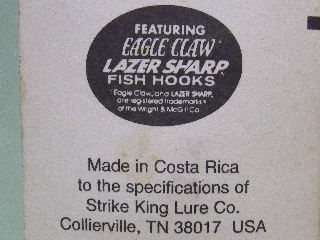 FEATURING
EAGLE CLAW
LAZER SHARP
FISH HOOKS
"Eagle Claw, and LAZER SHARP,
are registered trademarks
of the Wright & McGill Co.
Made in Costa Rica
to the specifications of
Strike King Lure Co.
Collierville, TN 38017 USA